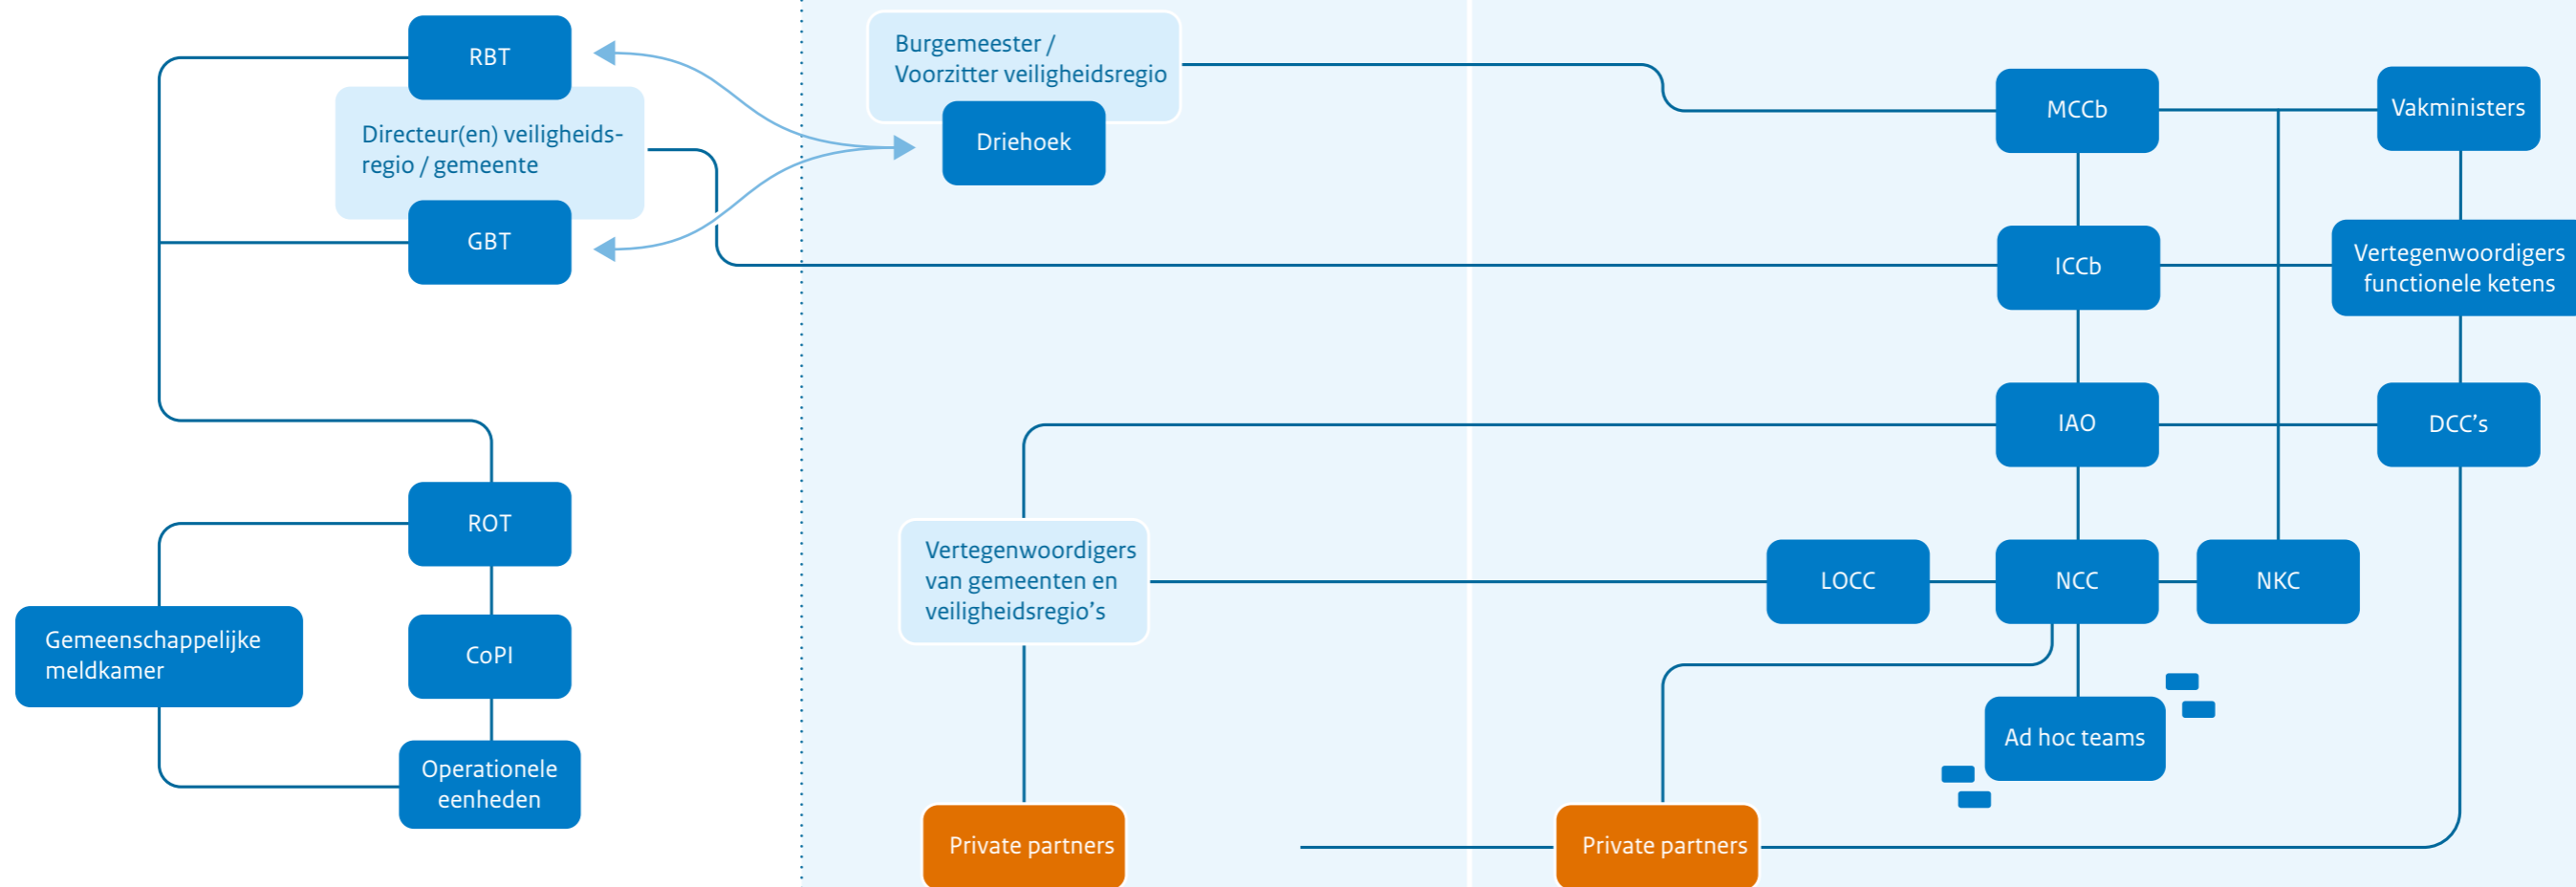 RBT
Directeur(en) veiligheids-
regio / gemeente
GBT
ROT
Gemeenschappelijke
meldkamer
CoPI
Operationele
eenheden
Burgemeester /
Voorzitter veiligheidsregio
Driehoek
Vertegenwoordigers
van gemeenten en
veiligheidsregio’s
Private partners
MCCb
Vakministers
ICCb
Vertegenwoordigers
functionele ketens
IAO
DCC’s
LOCC
NCC
NKC
Ad hoc teams
Private partners